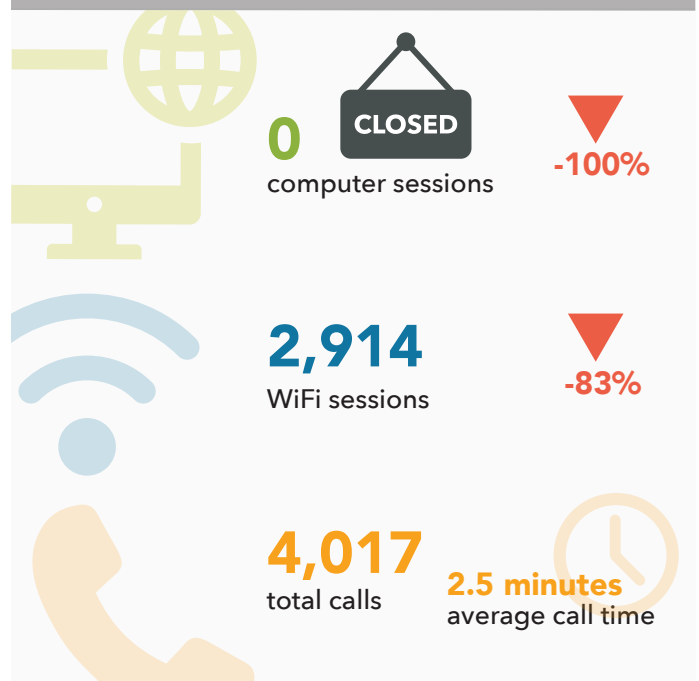 CLOSED
0
computer sessions
-100%
2,914
WiFi sessions
-83%
4,017
total calls
2.5 minutes
average call time